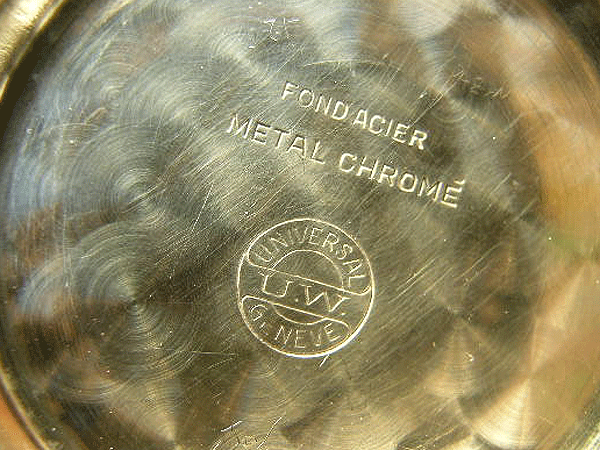 FOND ACIER
METAL CHROMÉ
UNIVERSAL
U.W.
GENEVE